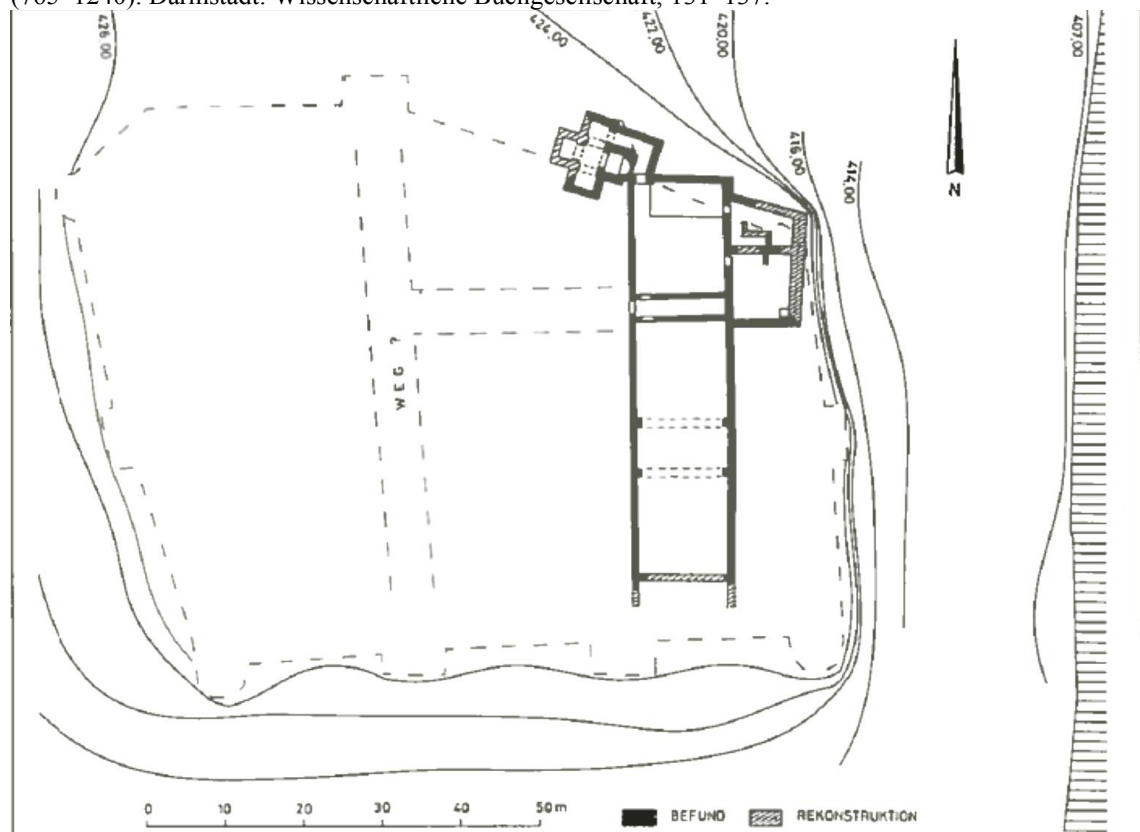 (765–1240). Darmstadt: Wissenschaftliche Buchgesellschaft, 131–137.
426.00
424.00
422.00
420.00
407.00
416.00
414.00
N
WEG ?
0 10 20 30 40 50 m
BEFUND
REKONSTRUKTION